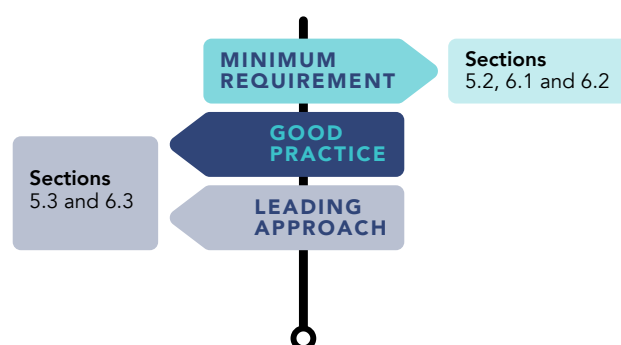 MINIMUM
REQUIREMENT
Sections
5.2, 6.1 and 6.2
GOOD
PRACTICE
Sections
5.3 and 6.3
LEADING
APPROACH